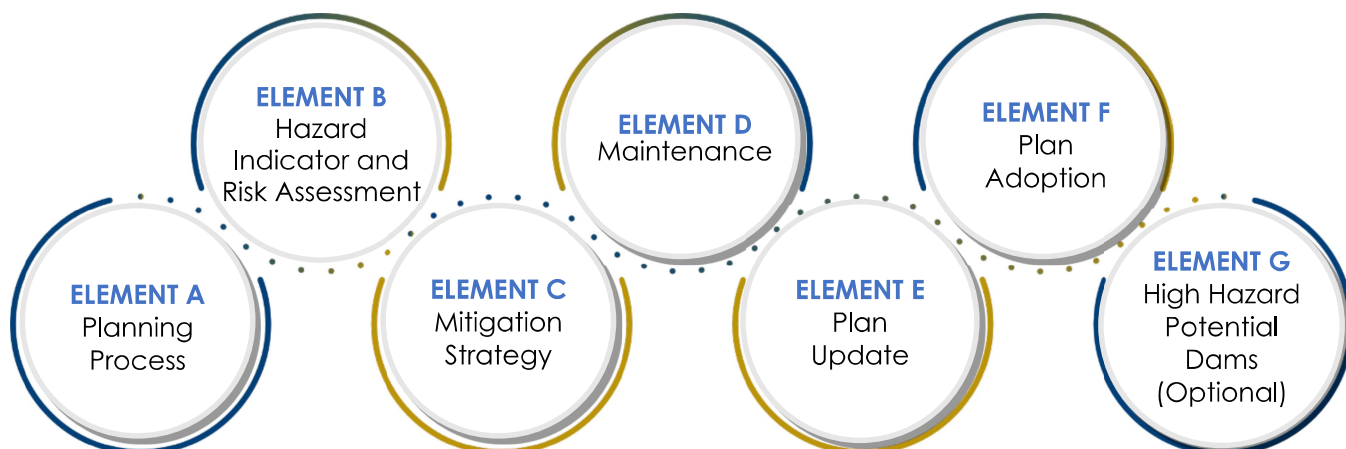 ELEMENT A
Planning
Process
ELEMENT B
Hazard
Indicator and
Risk Assessment
ELEMENT C
Mitigation
Strategy
ELEMENT D
Maintenance
ELEMENT E
Plan
Update
ELEMENT F
Plan
Adoption
ELEMENT G
High Hazard
Potential
Dams
(Optional)